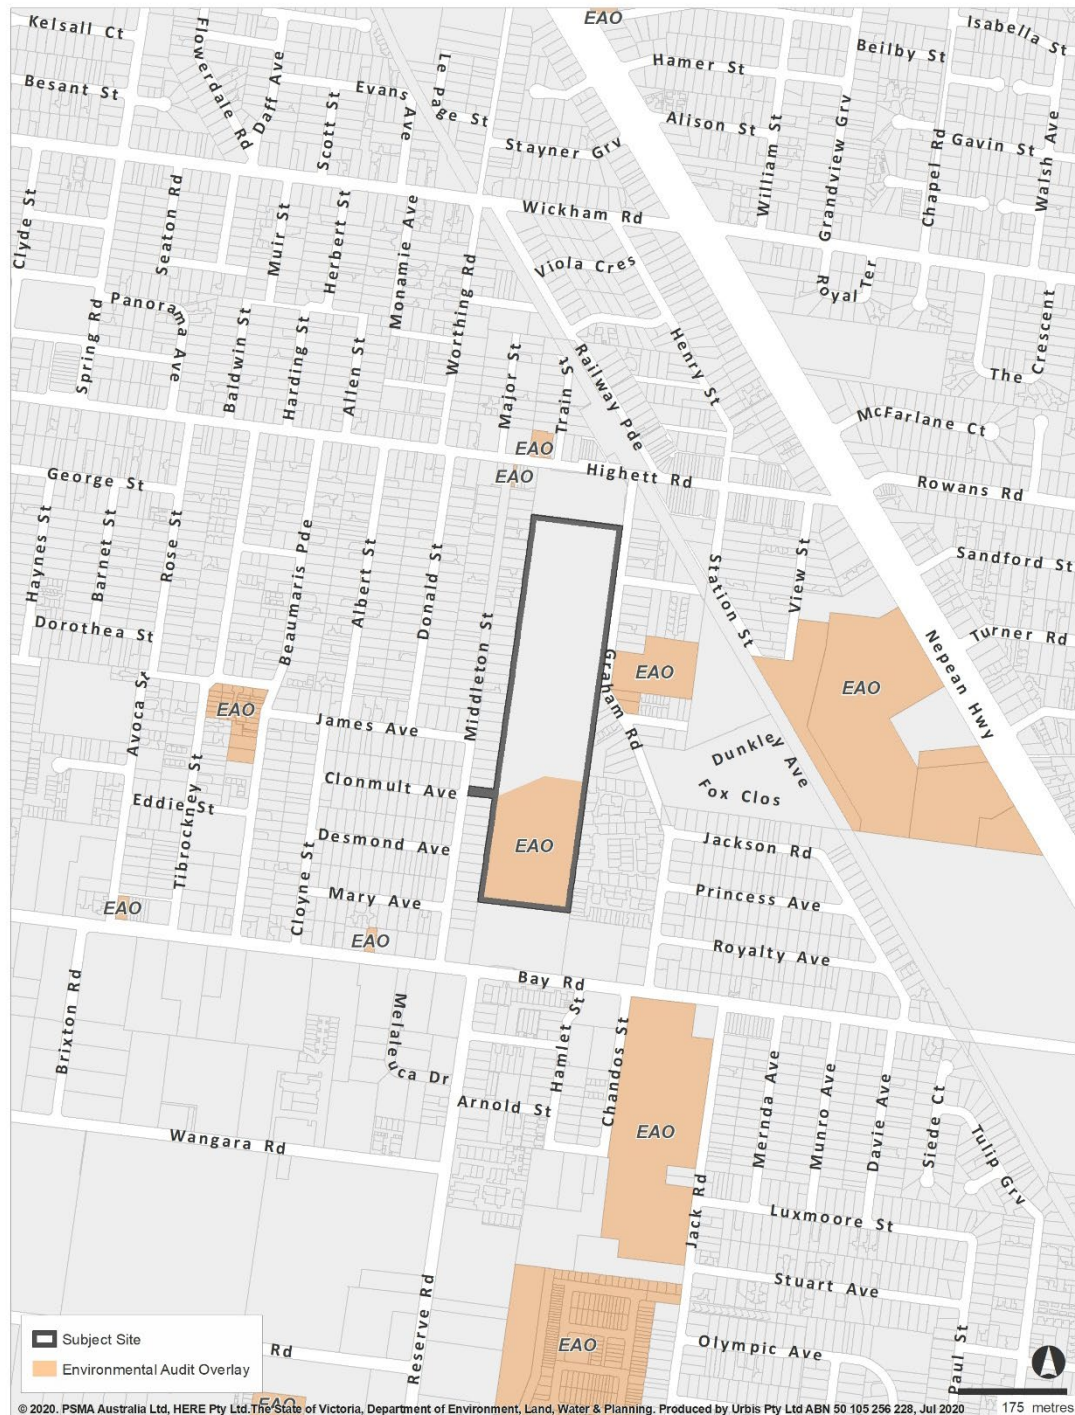 EAO
Kelsall Ct
Flowerdale Rd
Daff Ave
Besant St
Scott St
Evans Ave
Le Page St
Stayner Grv
Hamer St
Alison St
William St
Beilby St
Isabella St
Grandview Grv
Chapel Rd
Gavin St
Walsh Ave
Clyde St
Seaton Rd
Muir St
Herbert St
Monamie Ave
Worthing Rd
Wickham Rd
Viola Cres
Royal Ter
The Crescent
Panorama Ave
Spring Rd
Baldwin St
Harding St
Allen St
Major St
Train St
Railway Pde
Henry St
McFarlane Ct
EAO
EAO
Highett Rd
Rowans Rd
George St
Haynes St
Barnet St
Rose St
Beaumaris Pde
Albert St
Donald St
Middleton St
Station St
View St
Sandford St
Turner Rd
Nepean Hwy
Dorothea St
Avoca St
EAO
James Ave
Graham Rd
EAO
EAO
Dunkley Ave
Fox Clos
Clonmult Ave
Eddie St
Tibrockney St
Desmond Ave
EAO
Jackson Rd
Cloyne St
Mary Ave
Princess Ave
EAO
EAO
Royalty Ave
Bay Rd
Brixton Rd
Melaleuca Dr
Hamlet St
Chandos St
Arnold St
Wangara Rd
EAO
Mernda Ave
Munro Ave
Davie Ave
Siede Ct
Tulip Grv
Jack Rd
Luxmoore St
Stuart Ave
Reserve Rd
EAO
Olympic Ave
Paul St
Subject Site
Environmental Audit Overlay
Rd
EAO
175 metres
© 2020. PSMA Australia Ltd, HERE Pty Ltd.The State of Victoria, Department of Environment, Land, Water & Planning. Produced by Urbis Pty Ltd ABN 50 105 256 228, Jul 2020